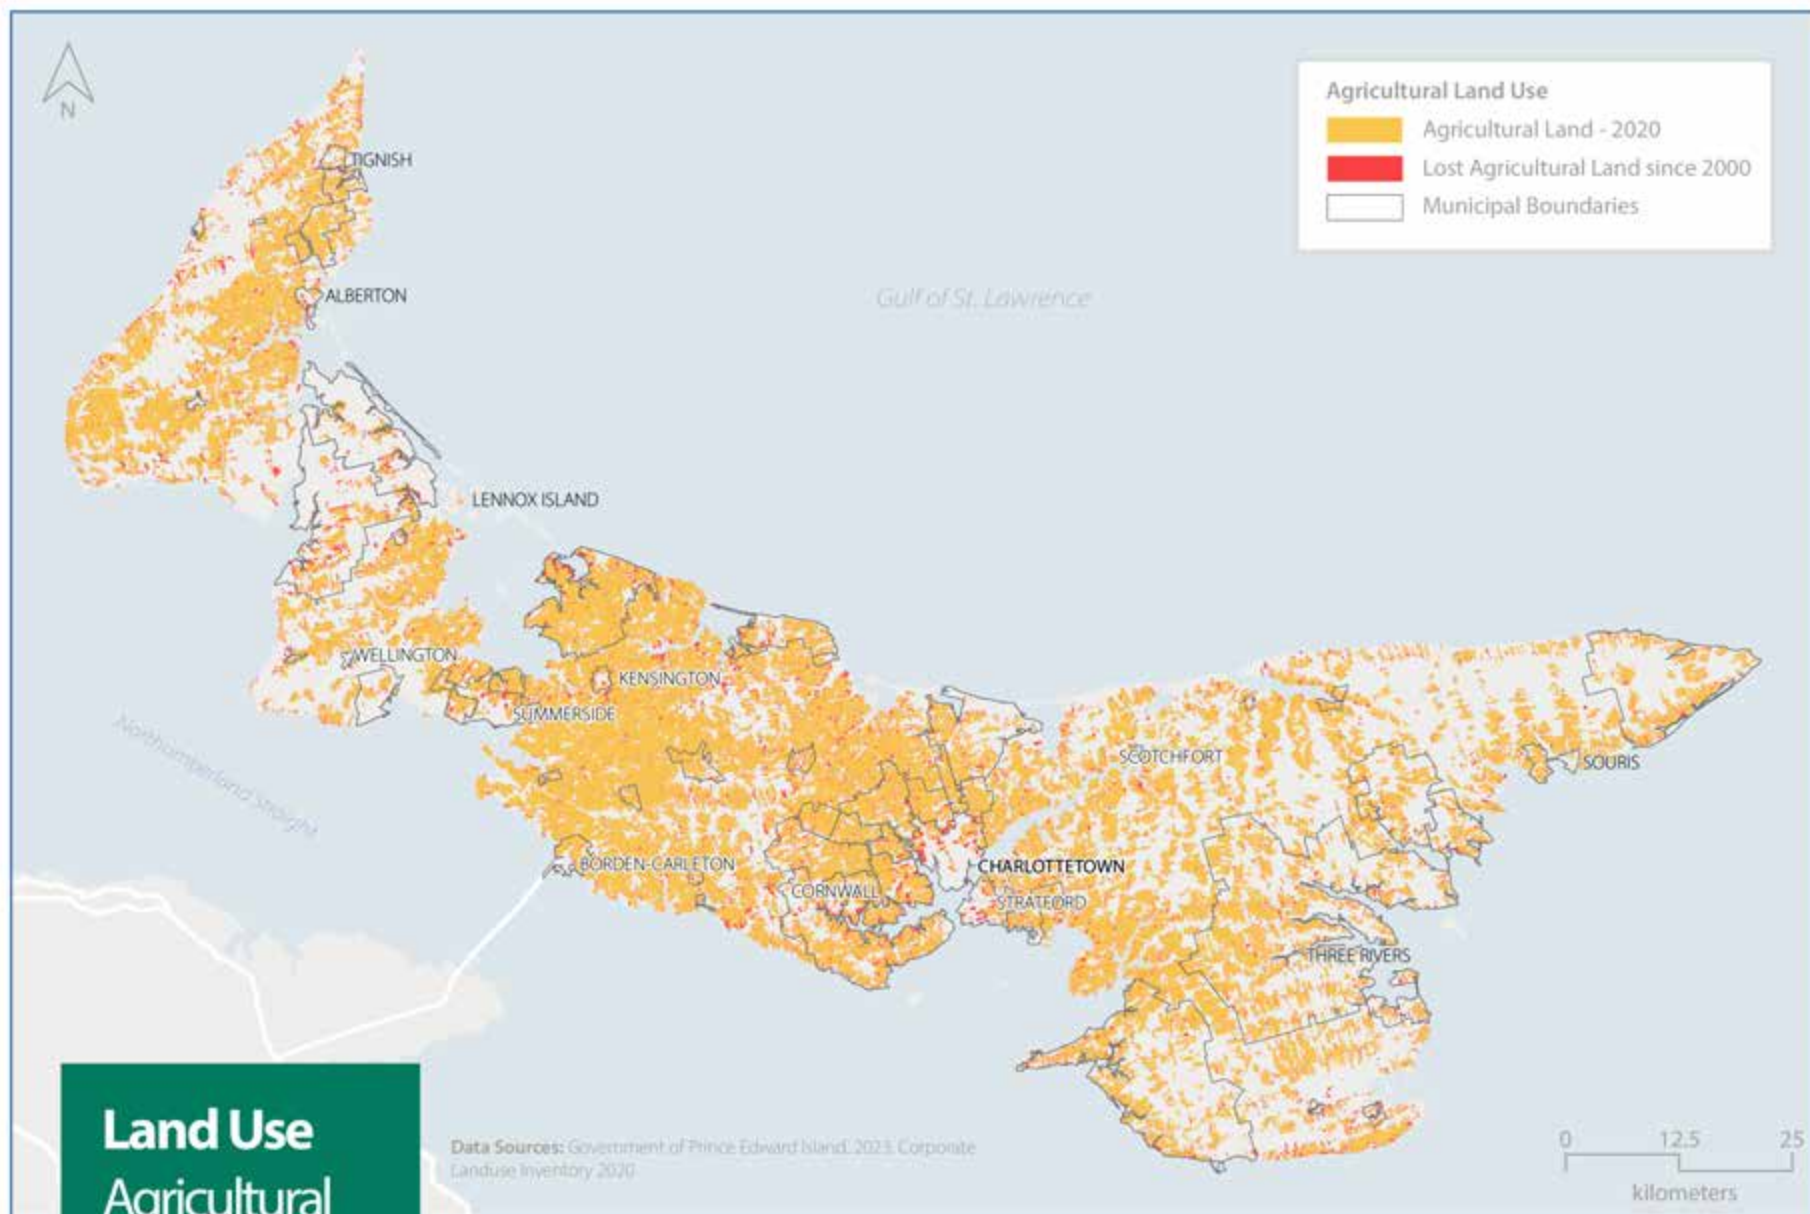 N
Agricultural Land Use
Agricultural Land - 2020
Lost Agricultural Land since 2000
Municipal Boundaries
TIGNISH
ALBERTON
Gulf of St. Lawrence
LENNOX ISLAND
WELLINGTON
KENSINGTON
SUMMERSIDE
Northumperland Straight
SCOTCHFORT
SOURIS
BORDEN-CARLETON
CHARLOTTETOWN
CORNWALL
STRATFORD
THREE RIVERS
Land Use
Agricultural
Data Sources: Government of Prince Edward Island, 2023. Corporate
Landuse Inventory 2020
0 12.5 25
kilometers